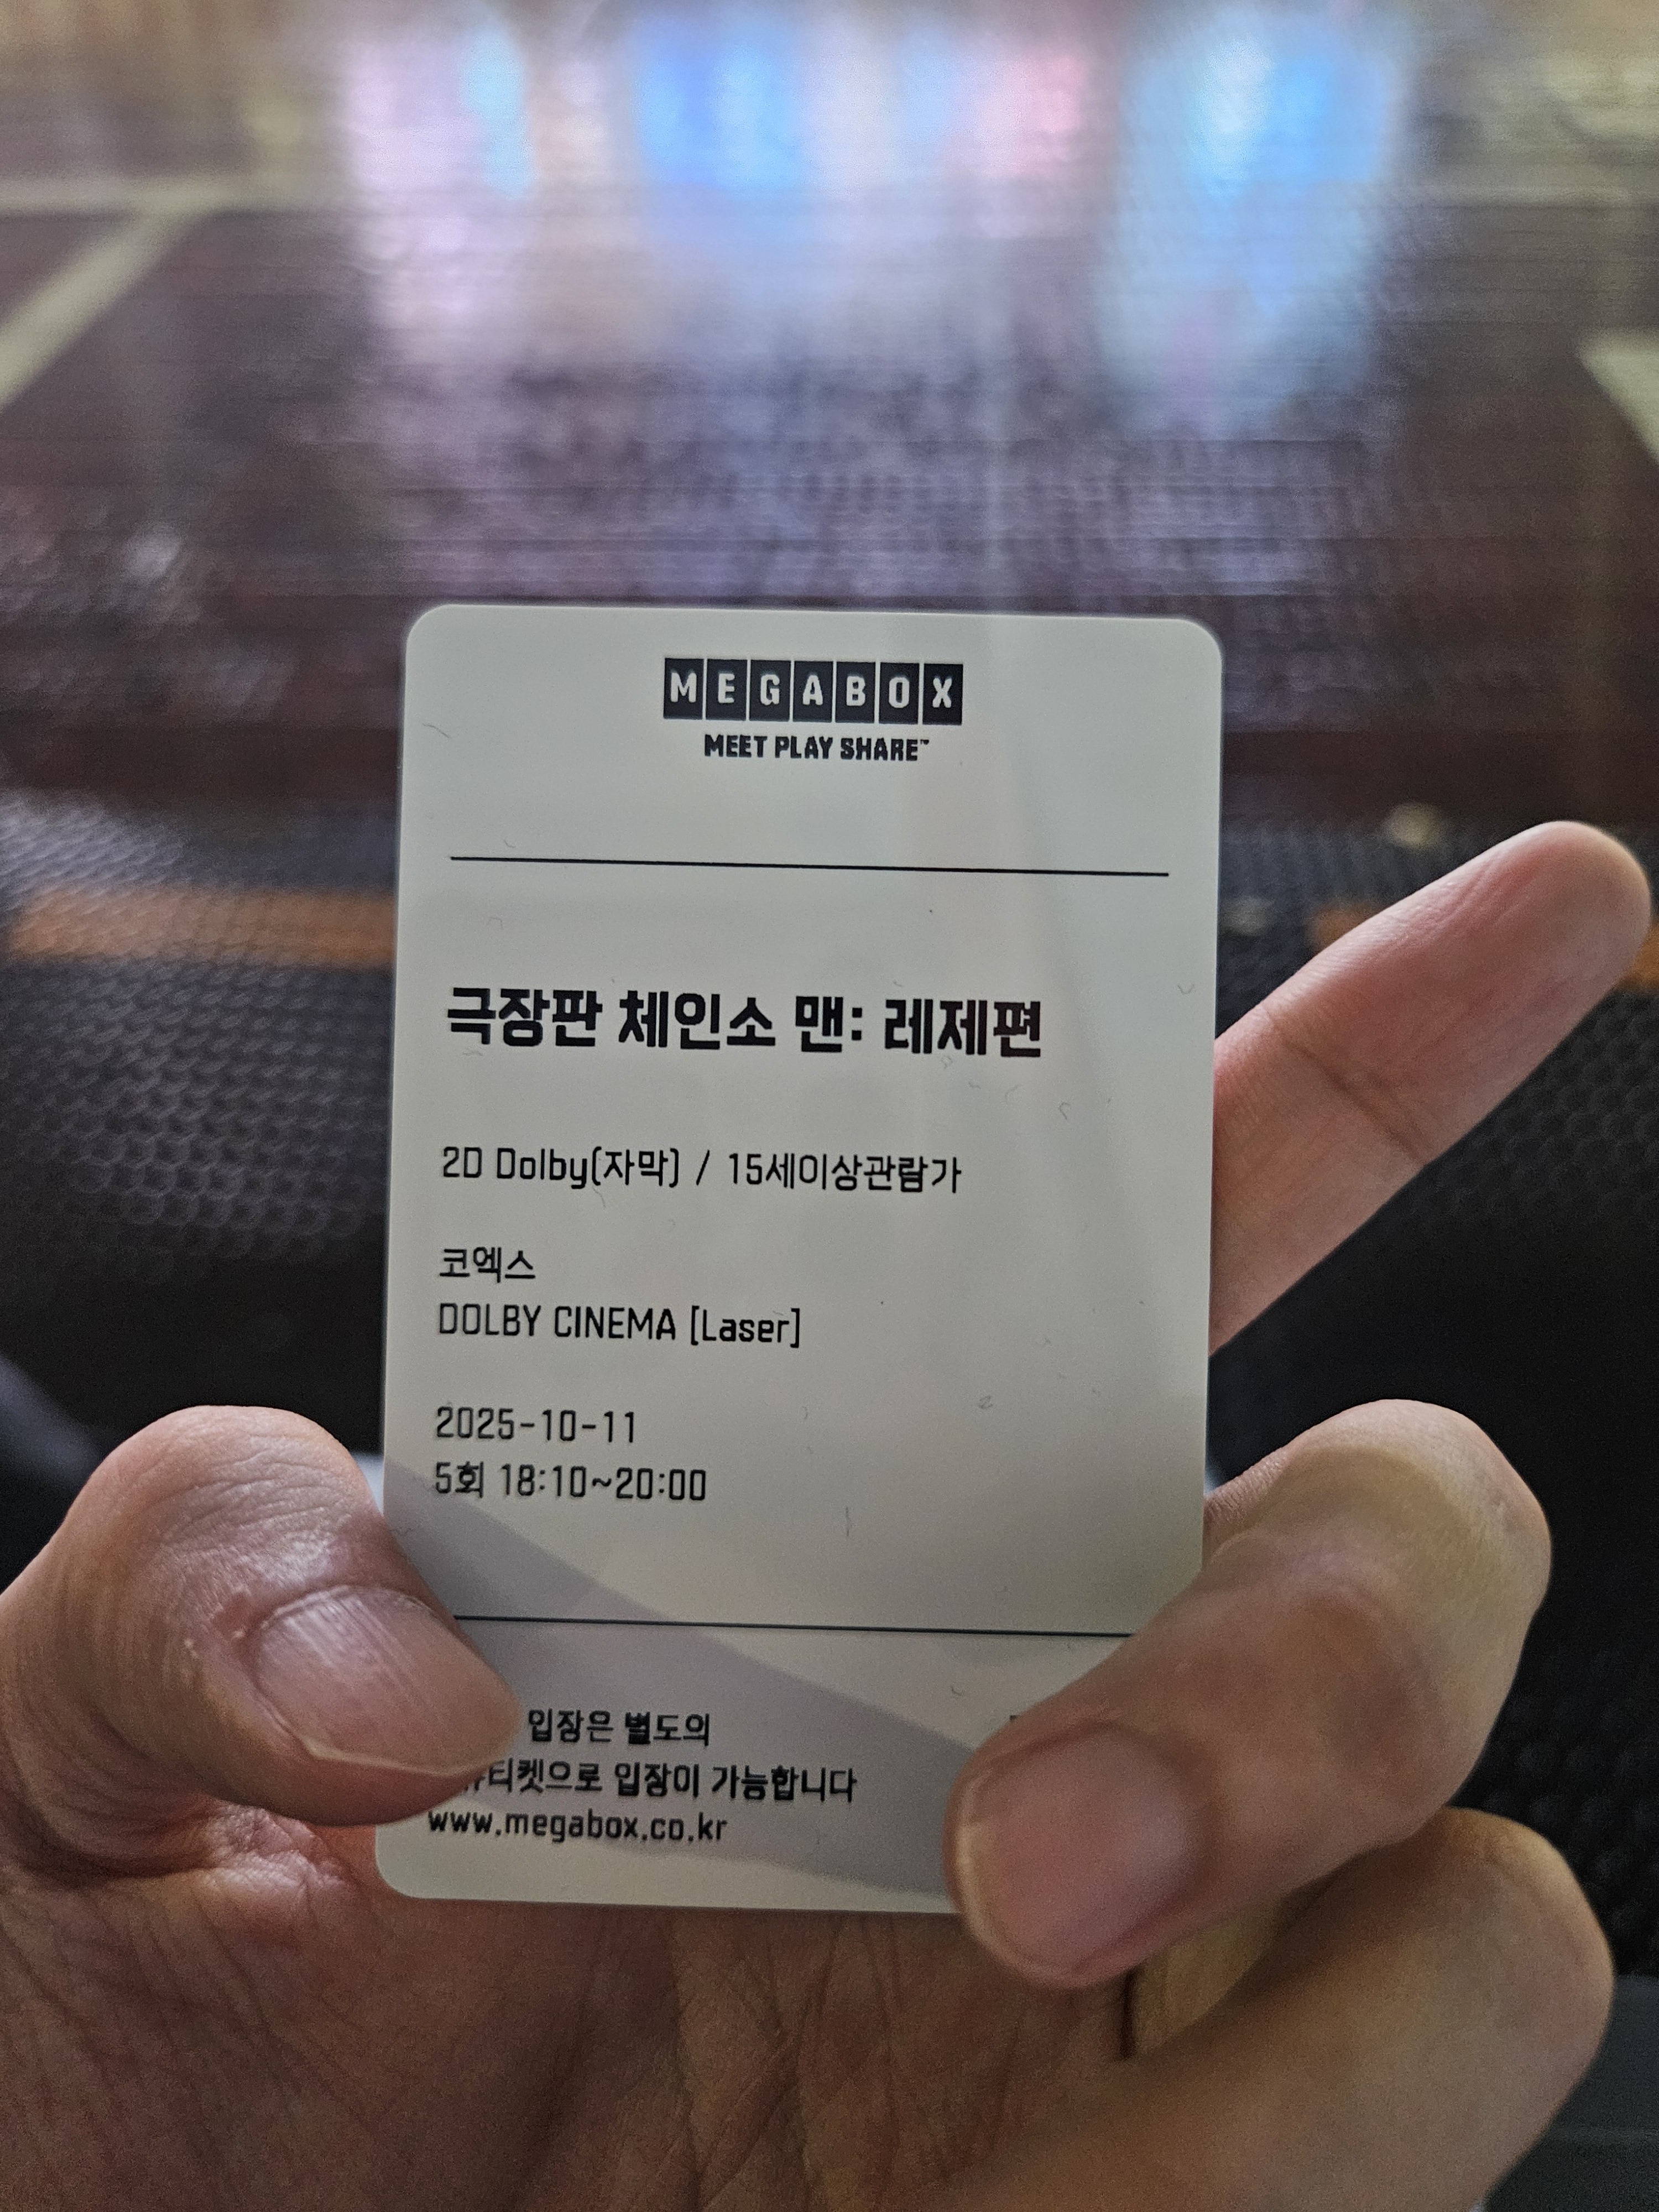 MEGABOX
MEET PLAY SHARE™
극장판 체인소 맨: 레제편
2D Dolby(자막) / 15세이상관람가
코엑스
DOLBY CINEMA [Laser]
2025-10-11
5회 18:10~20:00
입장은 별도의
티켓으로 입장이 가능합니다
www.megabox.co.kr